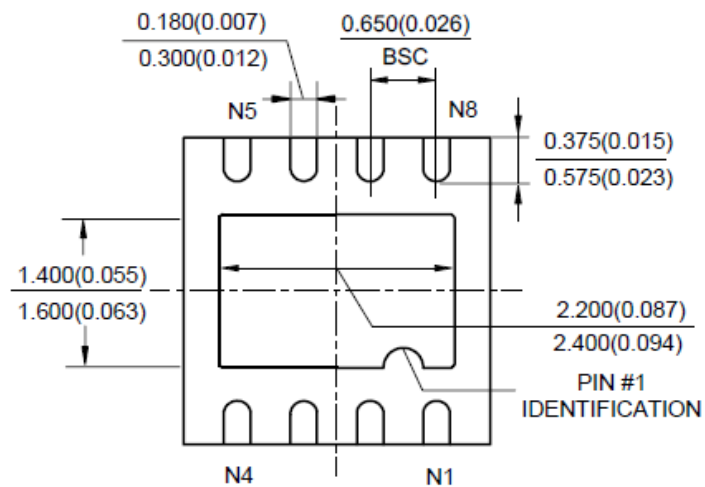 0.180(0.007)
0.300(0.012)
0.650(0.026)
BSC
N5
N8
0.375(0.015)
0.575(0.023)
1.400(0.055)
1.600(0.063)
2.200(0.087)
2.400(0.094)
PIN #1
IDENTIFICATION
N4
N1